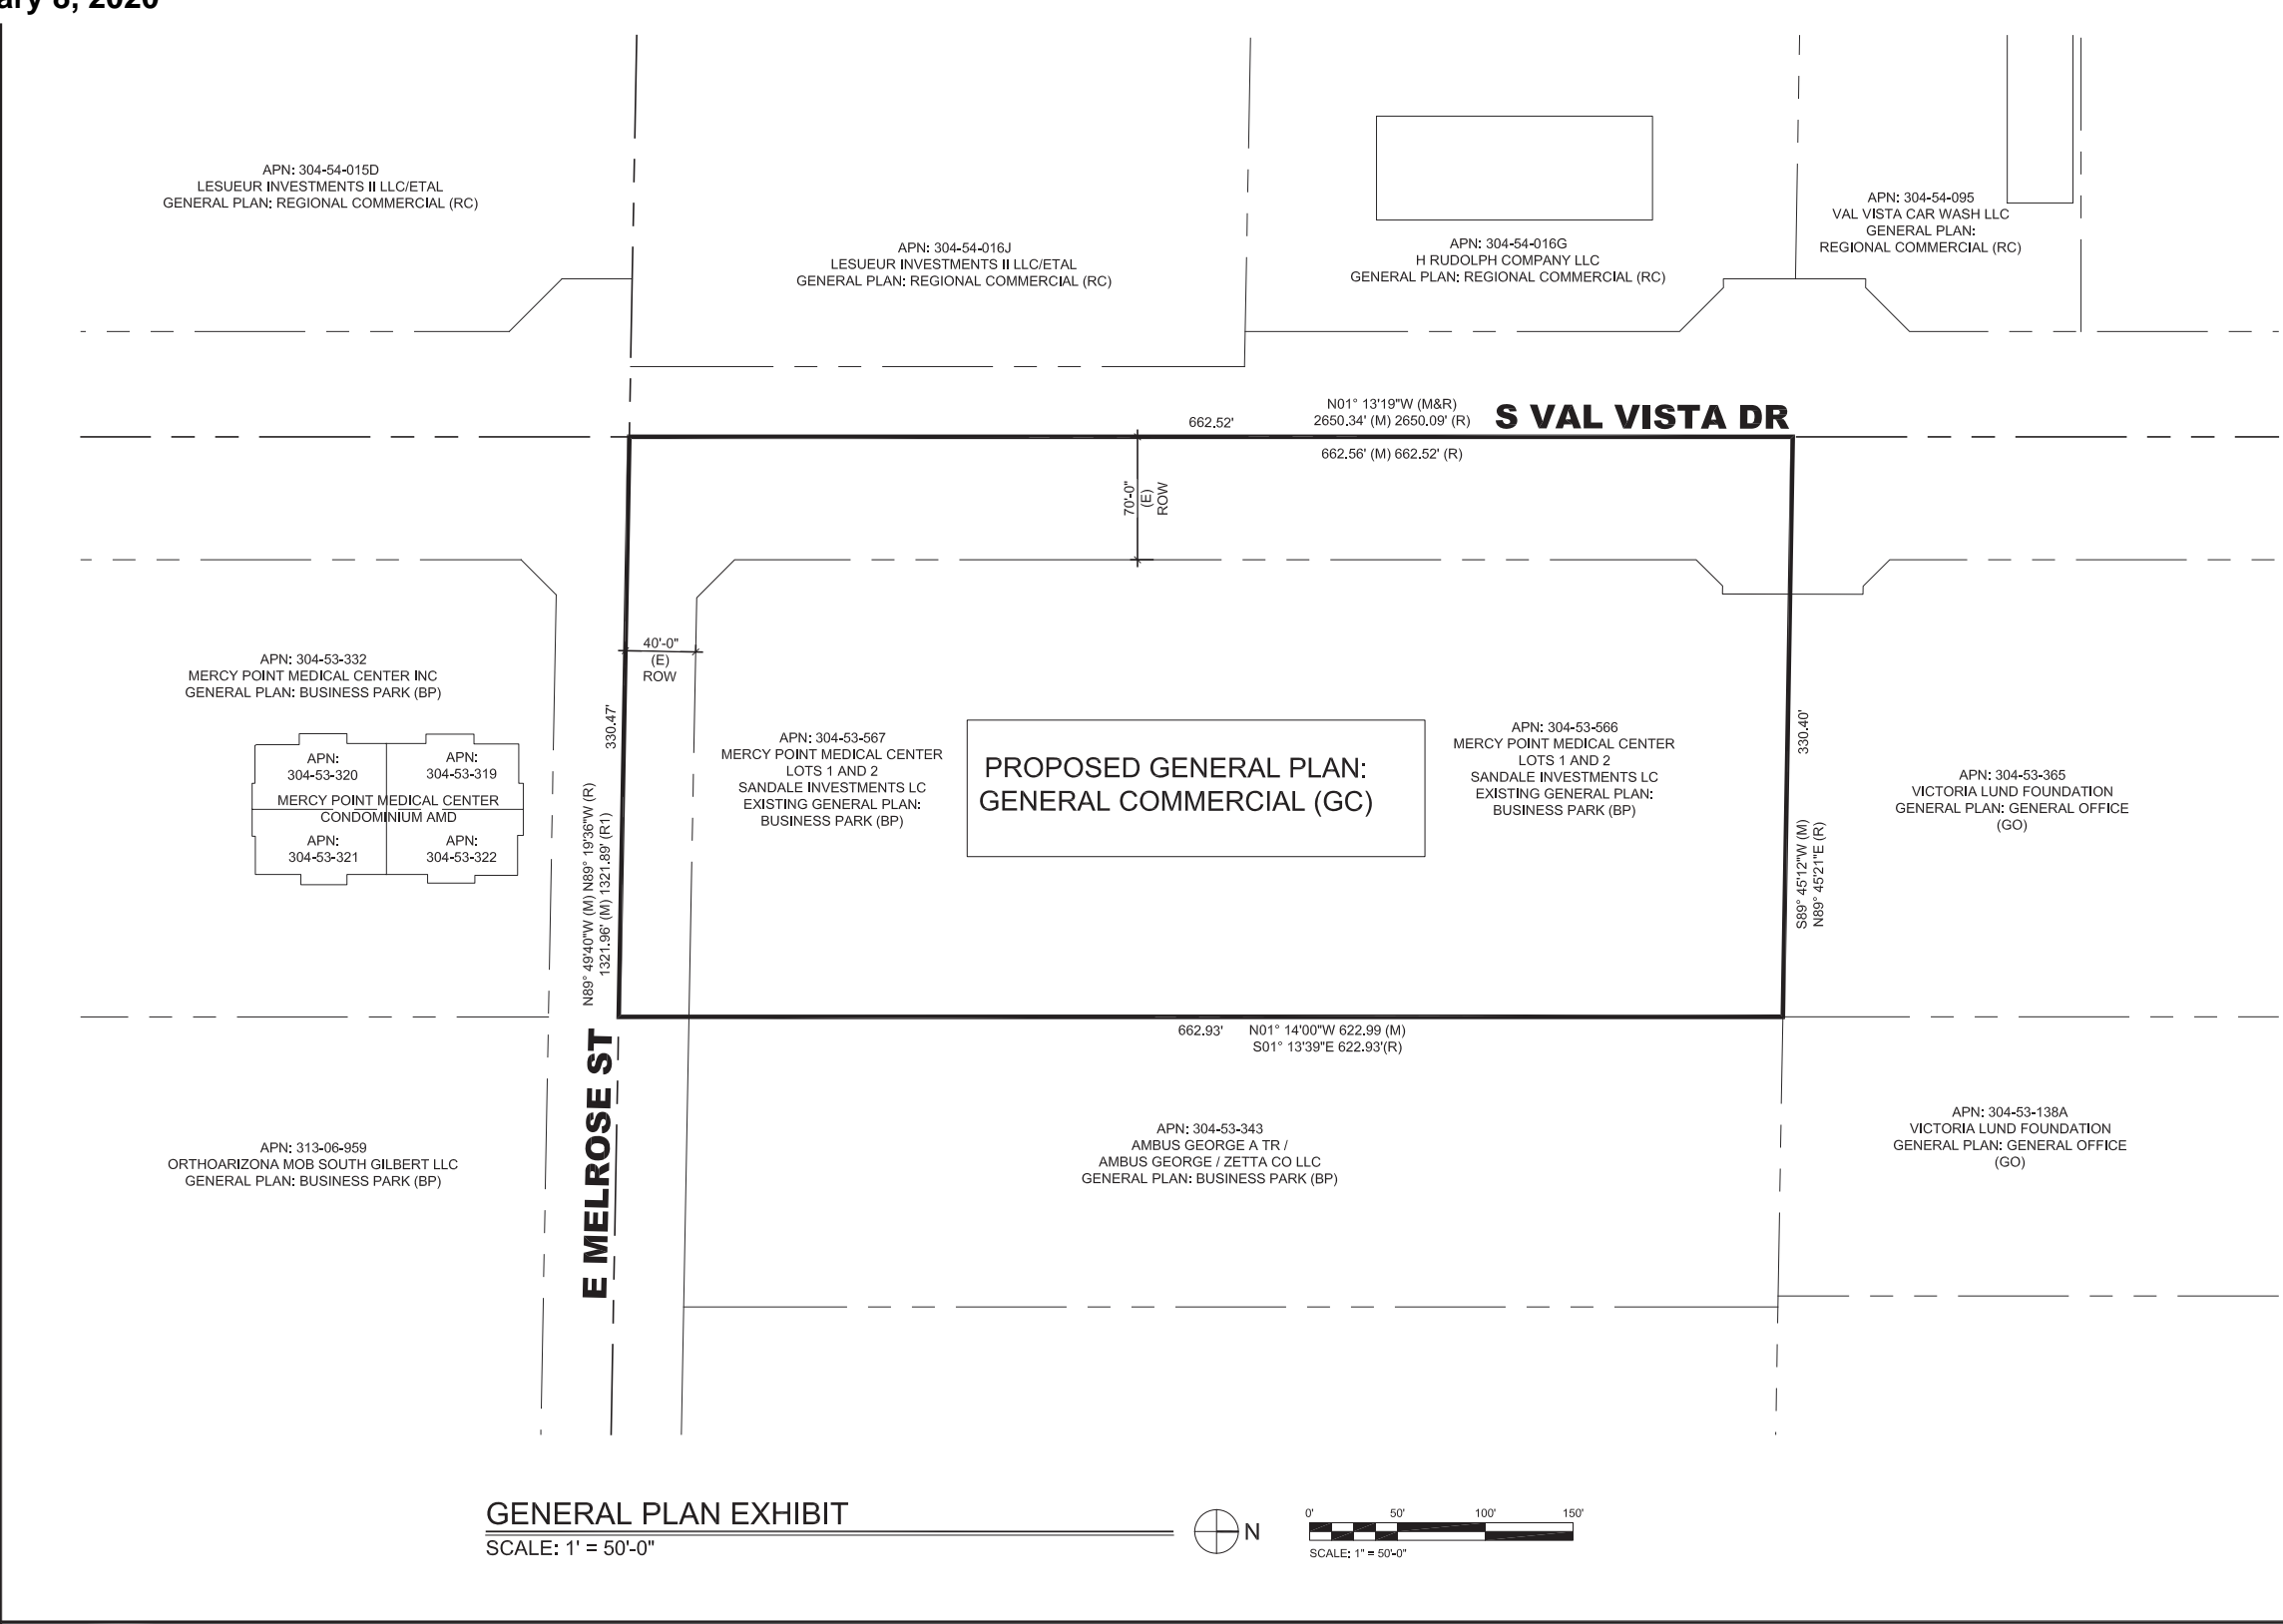 ary 8, 2020
APN: 304-54-015D
LESUEUR INVESTMENTS II LLC/ETAL
GENERAL PLAN: REGIONAL COMMERCIAL (RC)
APN: 304-54-016J
LESUEUR INVESTMENTS II LLC/ETAL
GENERAL PLAN: REGIONAL COMMERCIAL (RC)
APN: 304-54-016G
H RUDOLPH COMPANY LLC
GENERAL PLAN: REGIONAL COMMERCIAL (RC)
APN: 304-54-095
VAL VISTA CAR WASH LLC
GENERAL PLAN:
REGIONAL COMMERCIAL (RC)
662.52'
N01° 13'19"W (M&R)
2650.34' (M) 2650.09' (R)
S VAL VISTA DR
662.56' (M) 662.52' (R)
70'-0"
(E)
ROW
40'-0"
(E)
ROW
APN: 304-53-332
MERCY POINT MEDICAL CENTER INC
GENERAL PLAN: BUSINESS PARK (BP)
APN:
304-53-320
APN:
304-53-319
MERCY POINT MEDICAL CENTER
CONDOMINIUM AMD
APN:
304-53-321
APN:
304-53-322
330.47'
N89° 49'40"W (M) N89° 19'36"W (R)
1321.96' (M) 1321.89' (R1)
APN: 304-53-567
MERCY POINT MEDICAL CENTER
LOTS 1 AND 2
SANDALE INVESTMENTS LC
EXISTING GENERAL PLAN:
BUSINESS PARK (BP)
PROPOSED GENERAL PLAN:
GENERAL COMMERCIAL (GC)
APN: 304-53-566
MERCY POINT MEDICAL CENTER
LOTS 1 AND 2
SANDALE INVESTMENTS LC
EXISTING GENERAL PLAN:
BUSINESS PARK (BP)
330.40'
S89° 45'12"W (M)
N89° 45'21"E (R)
APN: 304-53-365
VICTORIA LUND FOUNDATION
GENERAL PLAN: GENERAL OFFICE
(GO)
662.93'
N01° 14'00"W 622.99 (M)
S01° 13'39"E 622.93'(R)
E MELROSE ST
APN: 313-06-959
ORTHOARIZONA MOB SOUTH GILBERT LLC
GENERAL PLAN: BUSINESS PARK (BP)
APN: 304-53-343
AMBUS GEORGE A TR /
AMBUS GEORGE / ZETTA CO LLC
GENERAL PLAN: BUSINESS PARK (BP)
APN: 304-53-138A
VICTORIA LUND FOUNDATION
GENERAL PLAN: GENERAL OFFICE
(GO)
GENERAL PLAN EXHIBIT
SCALE: 1' = 50'-0"
N
0' 50' 100' 150'
SCALE: 1" = 50'-0"